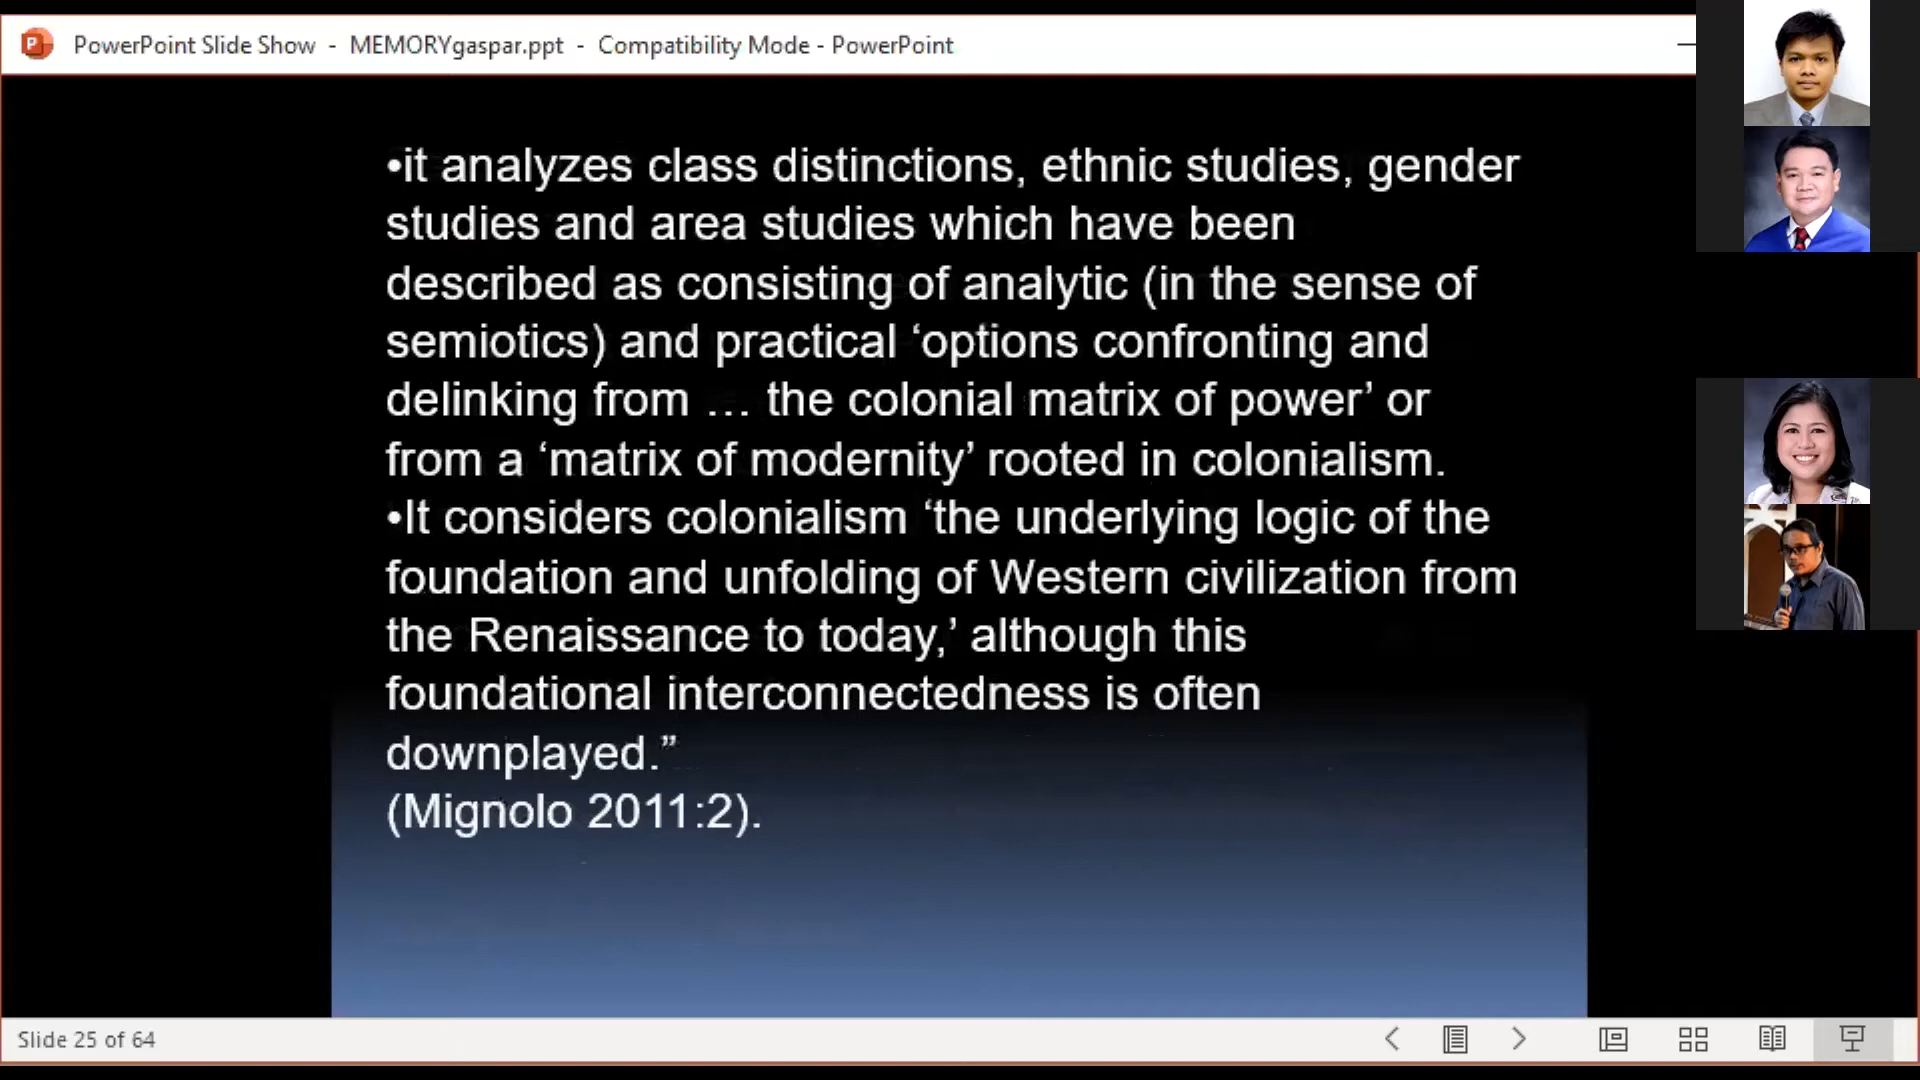 PowerPoint Slide Show - MEMORYgaspar.ppt - Compatibility Mode - PowerPoint
•it analyzes class distinctions, ethnic studies, gender
studies and area studies which have been
described as consisting of analytic (in the sense of
semiotics) and practical ‘options confronting and
delinking from … the colonial matrix of power’ or
from a ‘matrix of modernity’ rooted in colonialism.
•It considers colonialism ‘the underlying logic of the
foundation and unfolding of Western civilization from
the Renaissance to today,’ although this
foundational interconnectedness is often
downplayed.”
(Mignolo 2011:2).
Slide 25 of 64